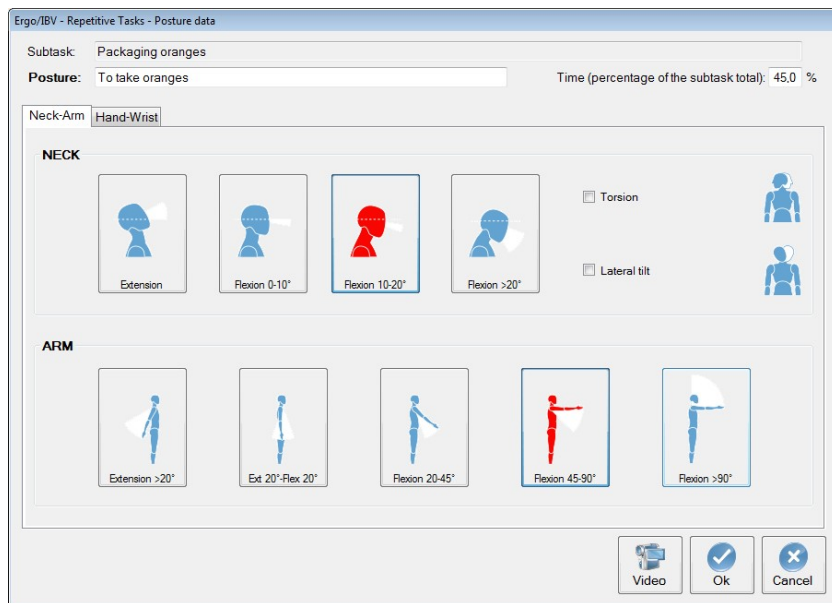 Ergo/IBV - Repetitive Tasks - Posture data
Subtask: Packaging oranges
Posture: To take oranges Time (percentage of the subtask total): 45,0 %
Neck-Arm Hand-Wrist
NECK
Torsion
Lateral tilt
Extension Flexion 0-10° Flexion 10-20° Flexion >20°
ARM
Extension >20° Ext 20°-Flex 20° Flexion 20-45° Flexion 45-90° Flexion >90°
Video Ok Cancel